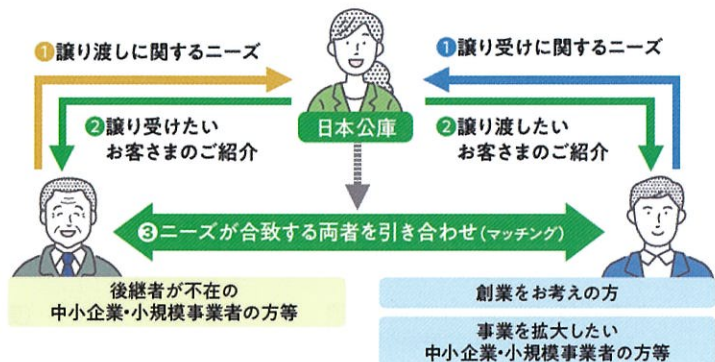 ❶譲り渡しに関するニーズ
❶譲り受けに関するニーズ
❷譲り受けたい
お客さまのご紹介
日本公庫
❷譲り渡したい
お客さまのご紹介
❸ニーズが合致する両者を引き合わせ(マッチング)
後継者が不在の
中小企業・小規模事業者の方等
創業をお考えの方
事業を拡大したい
中小企業・小規模事業者の方等